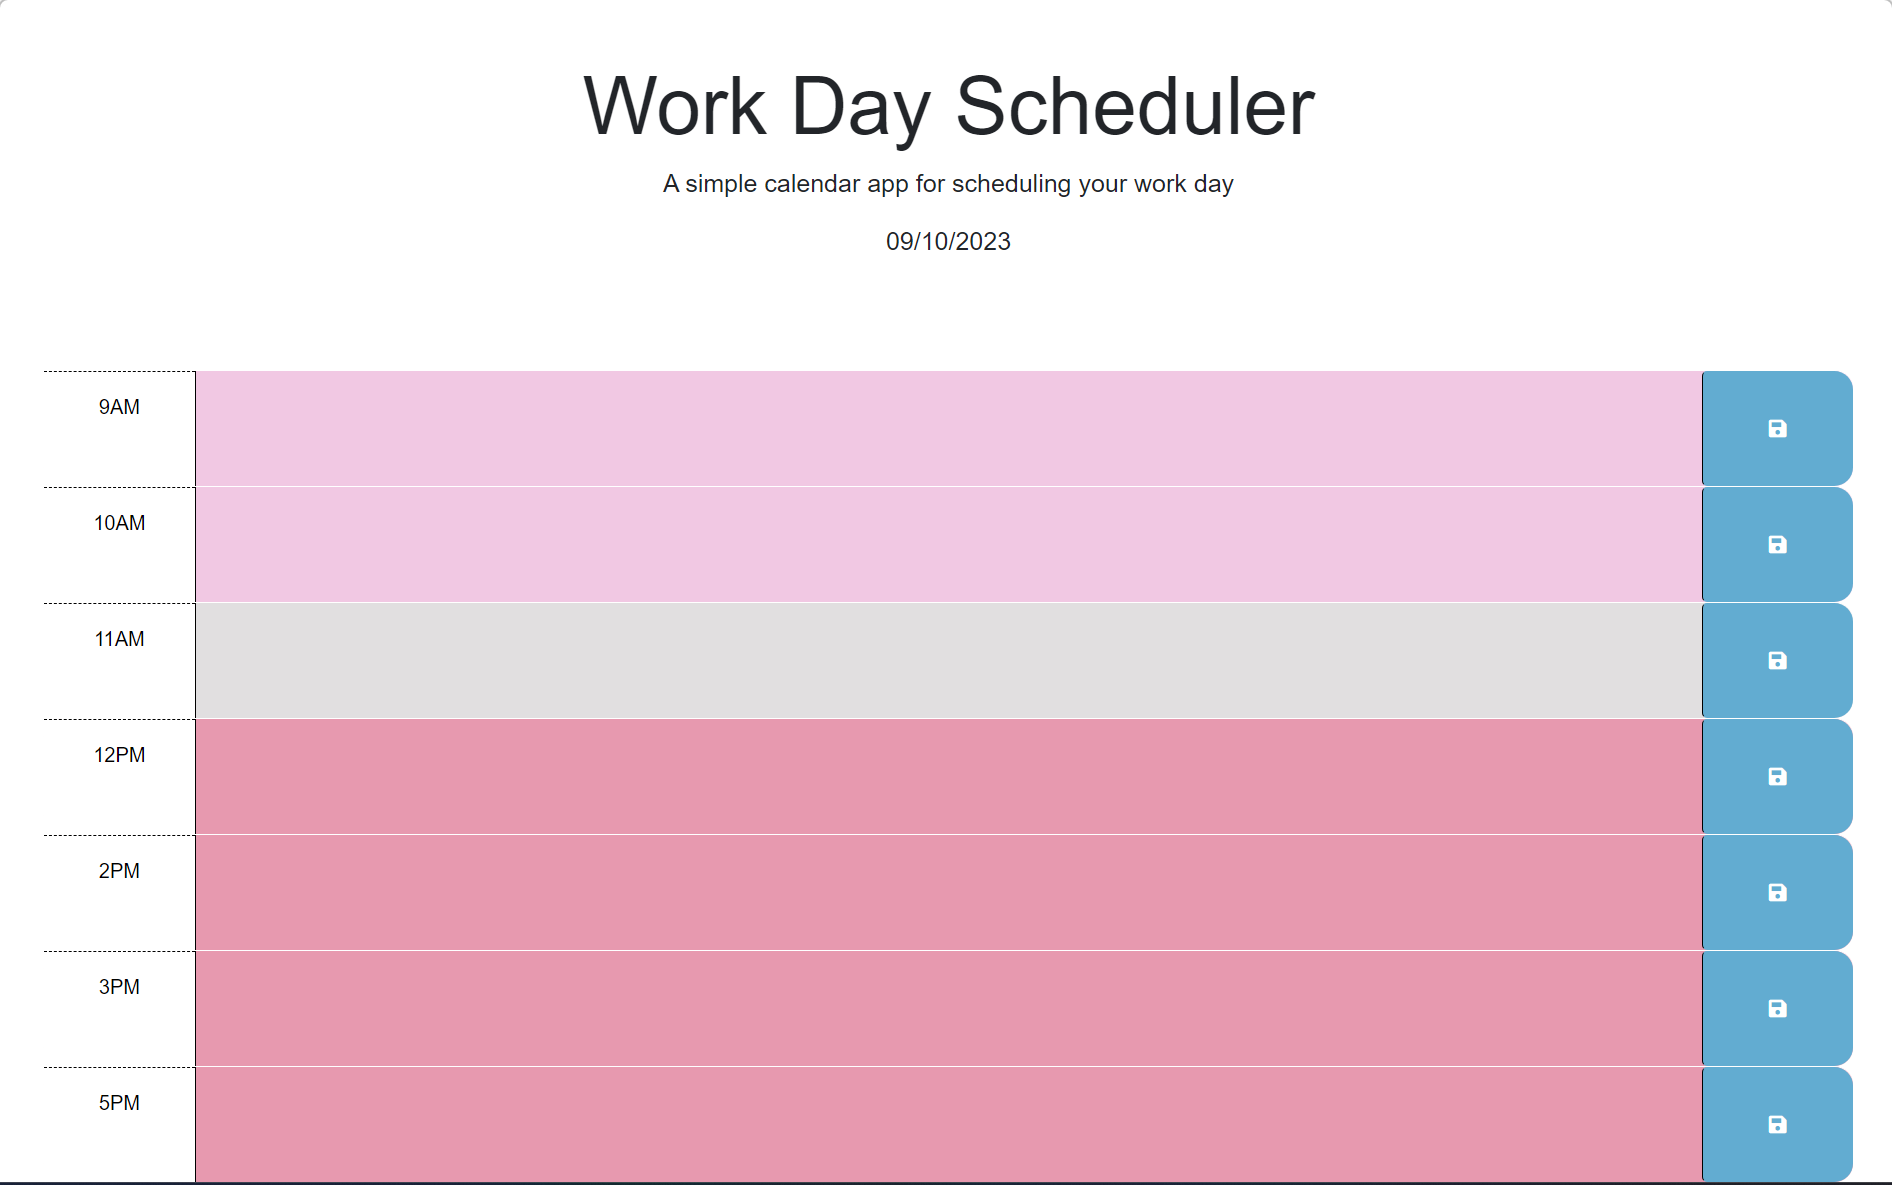 Work Day Scheduler
A simple calendar app for scheduling your work day
09/10/2023
9AM
10AM
11AM
12PM
2PM
3PM
5PM